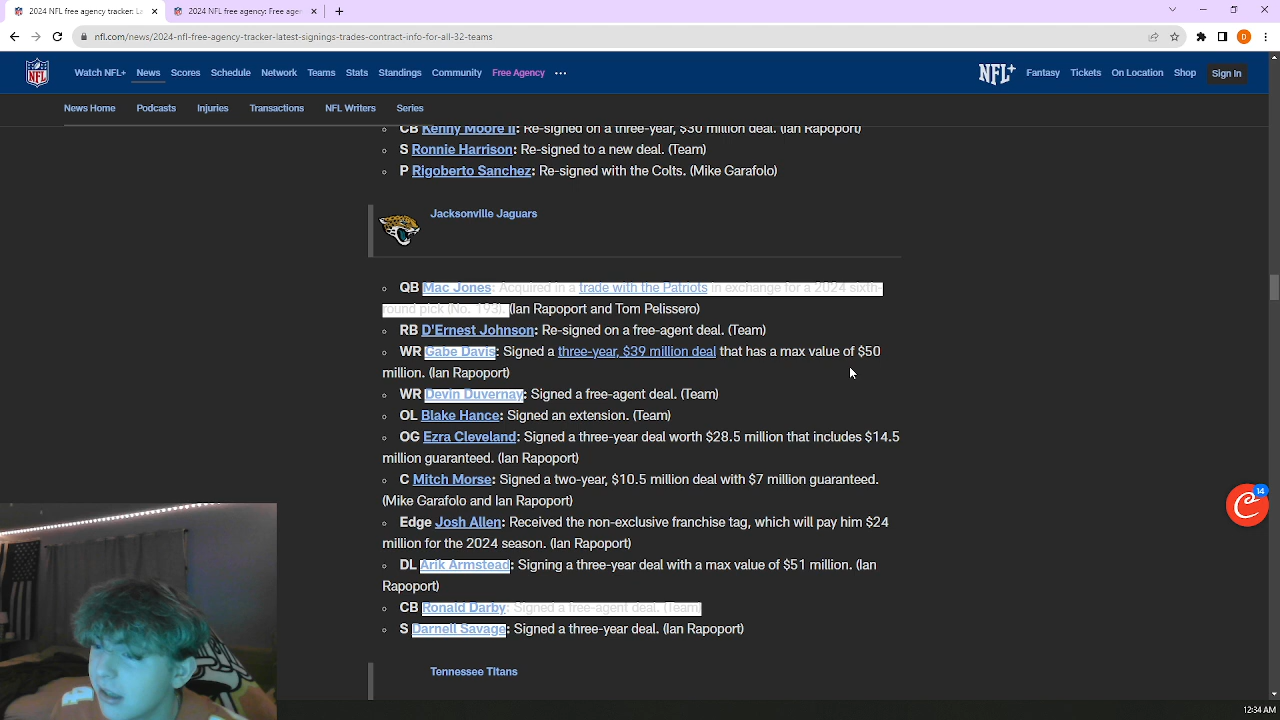 2024 NFL free agency tracker: La
2024 NFL free agency: Free age
nfl.com/news/2024-nfl-free-agency-tracker-latest-signings-trades-contract-info-for-all-32-teams
D
NFL
Watch NFL+ News Scores Schedule Network Teams Stats Standings Community Free Agency ...
NFL+ Fantasy Tickets On Location Shop Sign In
News Home Podcasts Injuries Transactions NFL Writers Series
CB Kenny Moore II: Re-signed on a three-year, $30 million deal. (Ian Rapoport)
S Ronnie Harrison: Re-signed to a new deal. (Team)
P Rigoberto Sanchez: Re-signed with the Colts. (Mike Garafolo)
Jacksonville Jaguars
QB Mac Jones: Acquired in a trade with the Patriots in exchange for a 2024 sixth-
round pick (No. 193). (Ian Rapoport and Tom Pelissero)
RB D'Ernest Johnson: Re-signed on a free-agent deal. (Team)
WR Gabe Davis: Signed a three-year, $39 million deal that has a max value of $50
million. (Ian Rapoport)
WR Devin Duvernay: Signed a free-agent deal. (Team)
OL Blake Hance: Signed an extension. (Team)
OG Ezra Cleveland: Signed a three-year deal worth $28.5 million that includes $14.5
million guaranteed. (Ian Rapoport)
C Mitch Morse: Signed a two-year, $10.5 million deal with $7 million guaranteed.
(Mike Garafolo and Ian Rapoport)
14
Edge Josh Allen: Received the non-exclusive franchise tag, which will pay him $24
million for the 2024 season. (Ian Rapoport)
DL Arik Armstead: Signing a three-year deal with a max value of $51 million. (Ian
Rapoport)
CB Ronald Darby: Signed a free-agent deal. (Team)
S Darnell Savage: Signed a three-year deal. (Ian Rapoport)
Tennessee Titans
12:34 AM